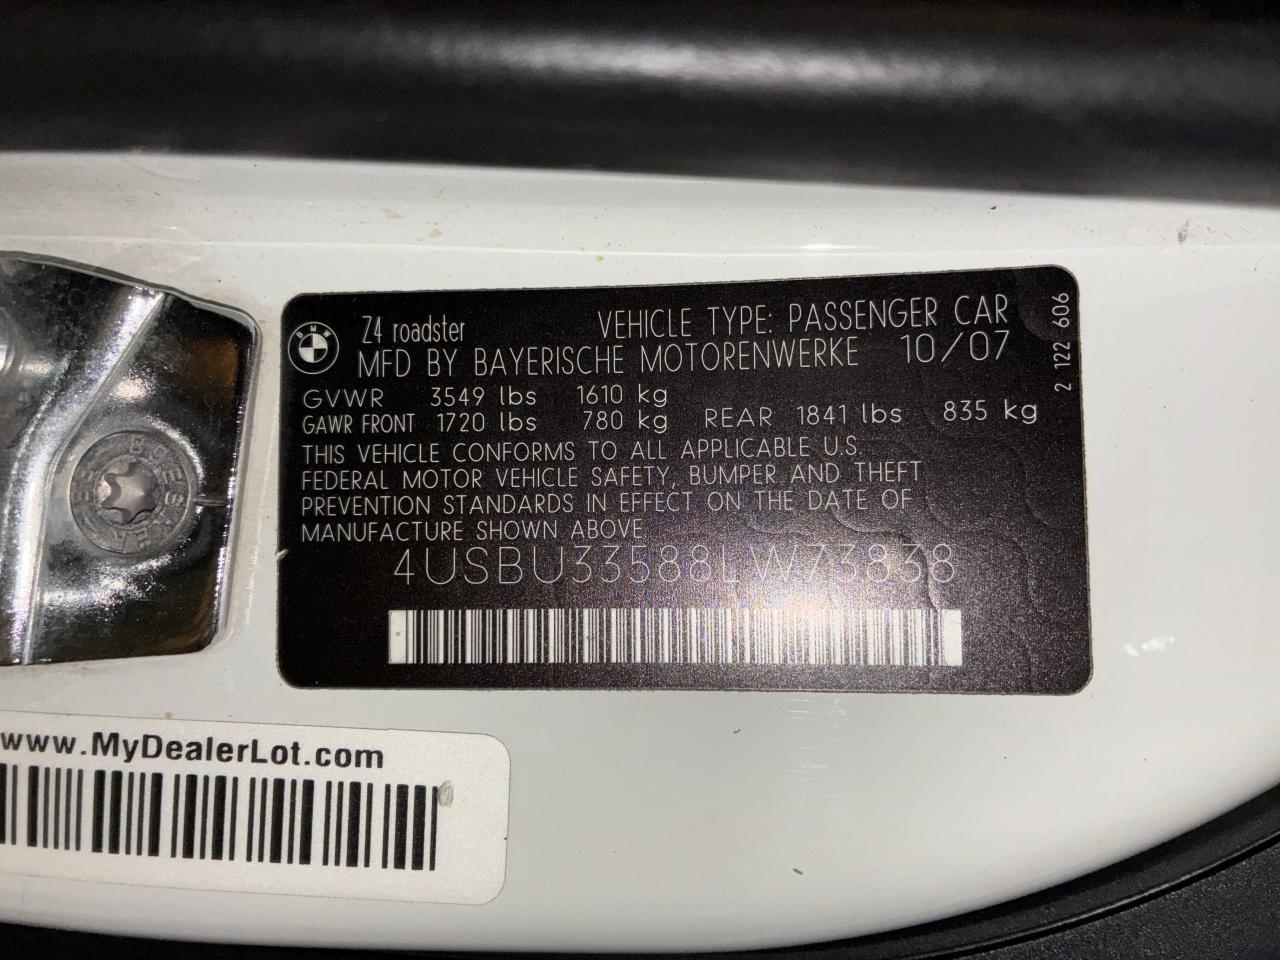 BMW
Z4 roadster VEHICLE TYPE: PASSENGER CAR
MFD BY BAYERISCHE MOTORENWERKE 10/07
GVWR 3549 lbs 1610 kg
GAWR FRONT 1720 lbs 780 kg REAR 1841 lbs 835 kg
THIS VEHICLE CONFORMS TO ALL APPLICABLE U.S.
FEDERAL MOTOR VEHICLE SAFETY, BUMPER AND THEFT
PREVENTION STANDARDS IN EFFECT ON THE DATE OF
MANUFACTURE SHOWN ABOVE
4USBU33588LW73838
2 122 606
www.MyDealerLot.com